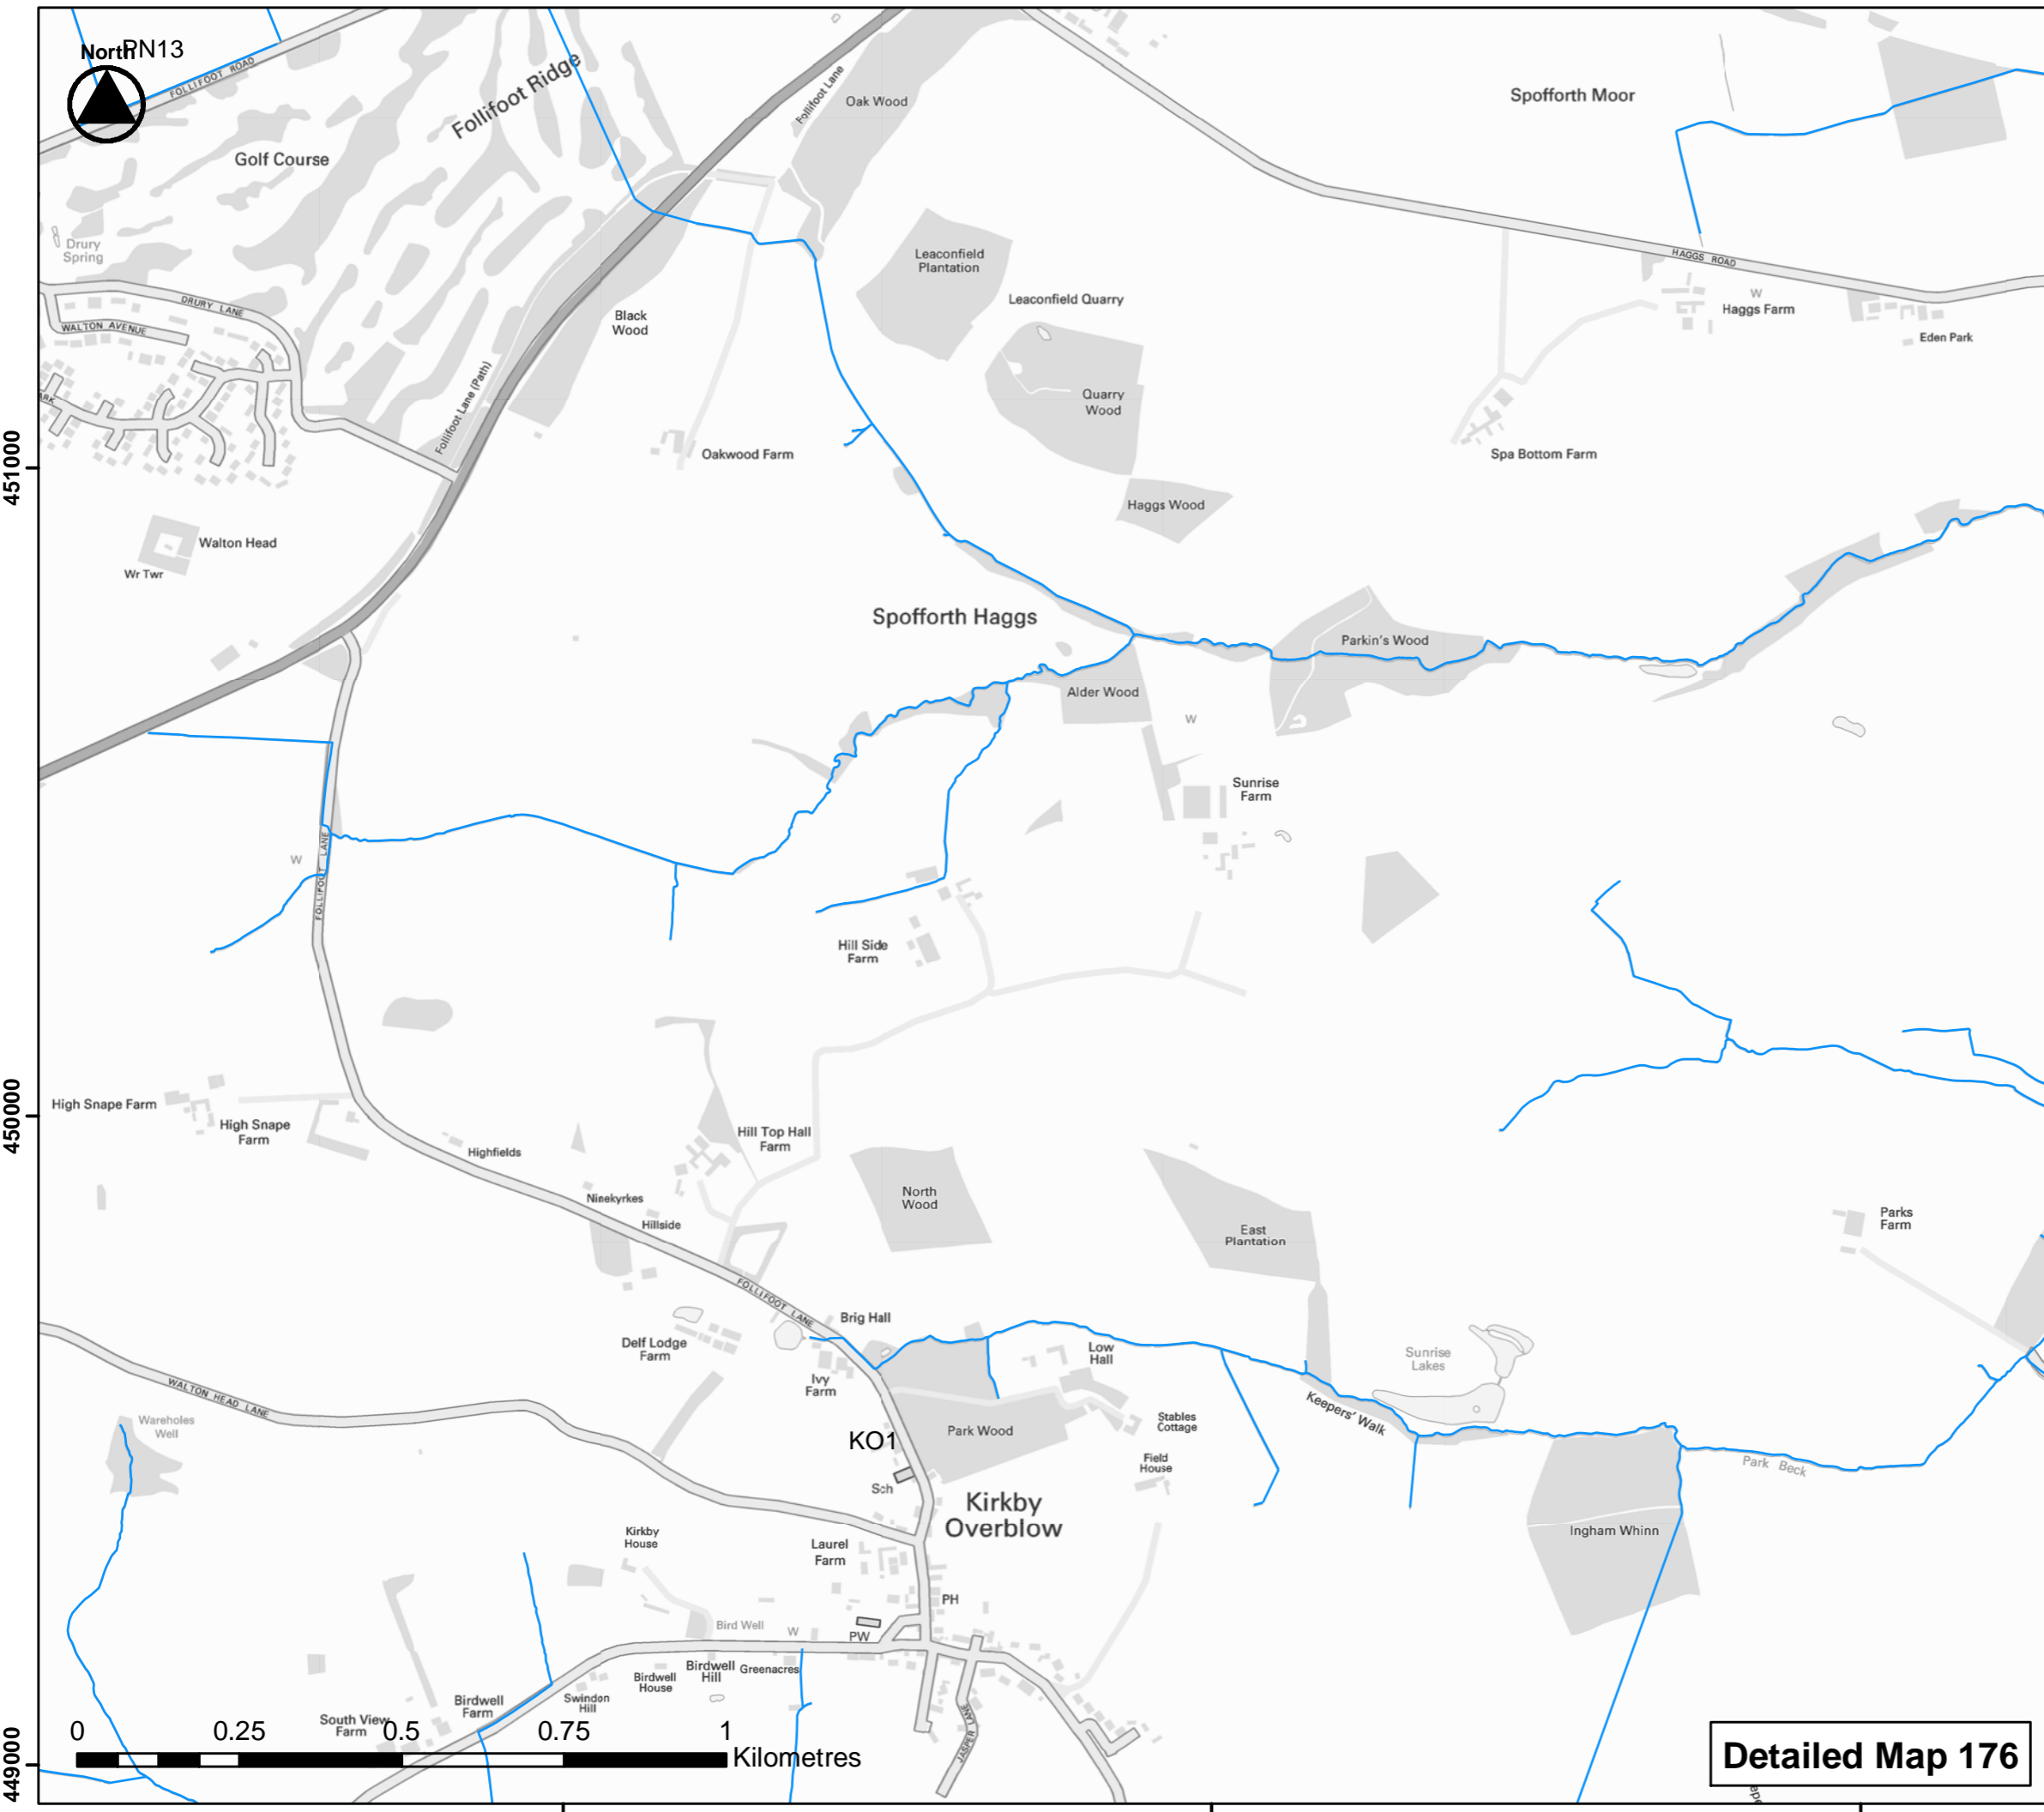 North
PN13
FOLLIFOOT ROAD
Follifoot Ridge
Golf Course
Follifoot Lane
Oak Wood
Spofforth Moor
Drury
Spring
DRURY LANE
WALTON AVENUE
Leaconfield
Plantation
Leaconfield Quarry
HAGGS ROAD
W
Haggs Farm
Eden Park
Black
Wood
Follifoot Lane (Path)
Quarry
Wood
Oakwood Farm
Spa Bottom Farm
451000
Haggs Wood
Walton Head
Wr Twr
Spofforth Haggs
Parkin's Wood
Alder Wood
W
Sunrise
Farm
W
FOLLIFOOT LANE
Hill Side
Farm
450000
High Snape Farm
High Snape
Farm
Highfields
Hill Top Hall
Farm
Ninekyrkes
Hillside
North
Wood
East
Plantation
Parks
Farm
FOLLIFOOT LANE
Brig Hall
Delf Lodge
Farm
Ivy
Farm
Low
Hall
Sunrise
Lakes
Keepers' Walk
WALTON HEAD LANE
Wareholes
Well
Stables
Cottage
Park Wood
KO1
Field
House
Park Beck
Sch
Kirkby
Overblow
Ingham Whinn
Kirkby
House
Laurel
Farm
PH
Bird Well
W
PW
Birdwell
House
Birdwell
Hill
Greenacres
Swindon
Hill
Birdwell
Farm
South View
Farm
JASPER LANE
449000
0 0.25 0.5 0.75 1
Kilometres
Detailed Map 176